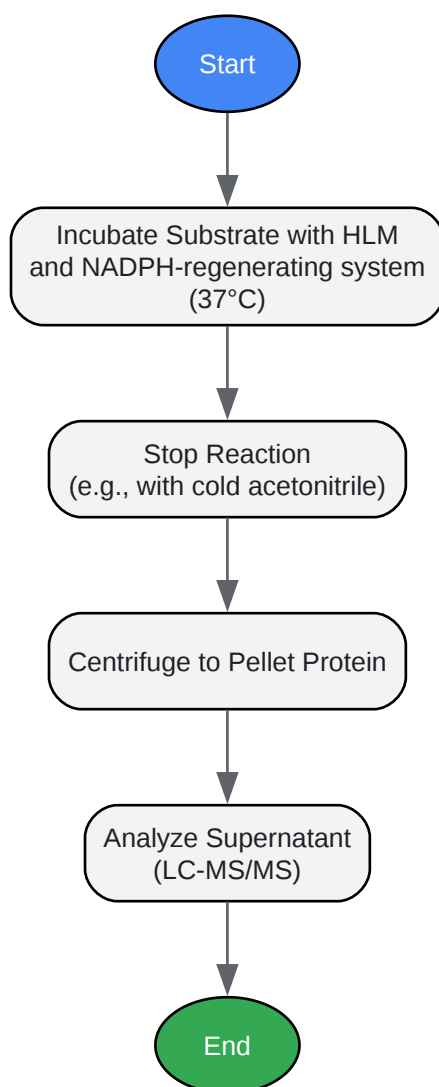 Start
Incubate Substrate with HLM
and NADPH-regenerating system
(37°C)
Stop Reaction
(e.g., with cold acetonitrile)
Centrifuge to Pellet Protein
Analyze Supernatant
(LC-MS/MS)
End